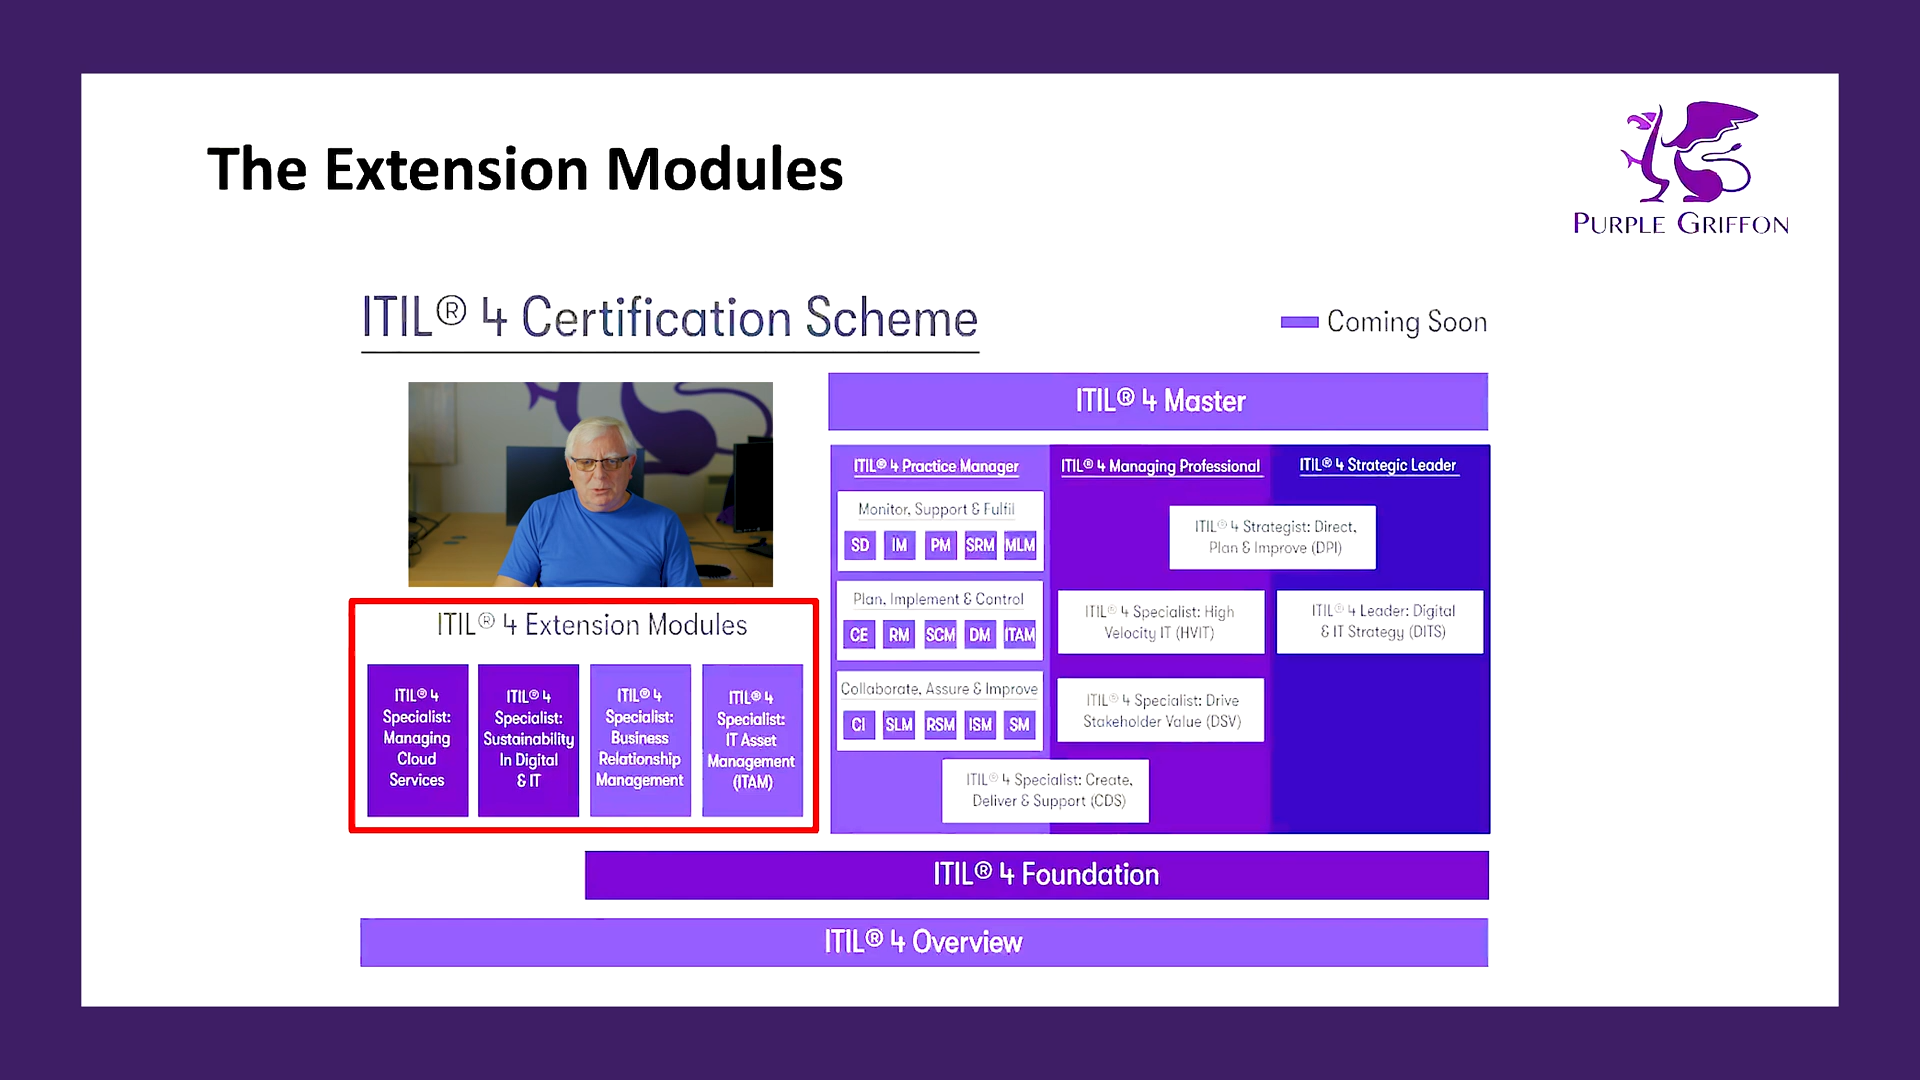 The Extension Modules
PURPLE GRIFFON
ITIL® 4 Certification Scheme
Coming Soon
ITIL® 4 Master
ITIL® 4 Practice Manager
Monitor, Support & Fulfil
SD IM PM SRM MLM
Plan, Implement & Control
CE RM SCM DM ITAM
Collaborate, Assure & Improve
CI SLM RSM ISM SM
ITIL® 4 Managing Professional
ITIL® 4 Strategic Leader
ITIL® 4 Strategist: Direct,
Plan & Improve (DPI)
ITIL® 4 Specialist: High
Velocity IT (HVIT)
ITIL® 4 Leader: Digital
& IT Strategy (DITS)
ITIL® 4 Specialist: Drive
Stakeholder Value (DSV)
ITIL® 4 Specialist: Create,
Deliver & Support (CDS)
ITIL® 4 Extension Modules
ITIL® 4
Specialist:
Managing
Cloud
Services
ITIL® 4
Specialist:
Sustainability
In Digital
& IT
ITIL® 4
Specialist:
Business
Relationship
Management
ITIL® 4
Specialist:
IT Asset
Management
(ITAM)
ITIL® 4 Foundation
ITIL® 4 Overview